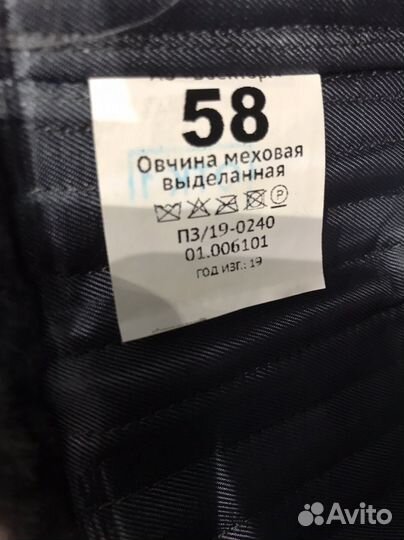 58
Овчина меховая
выделанная
P
ПЗ/19-0240
01.006101
ГОД ИЗГ.: 19
Avito